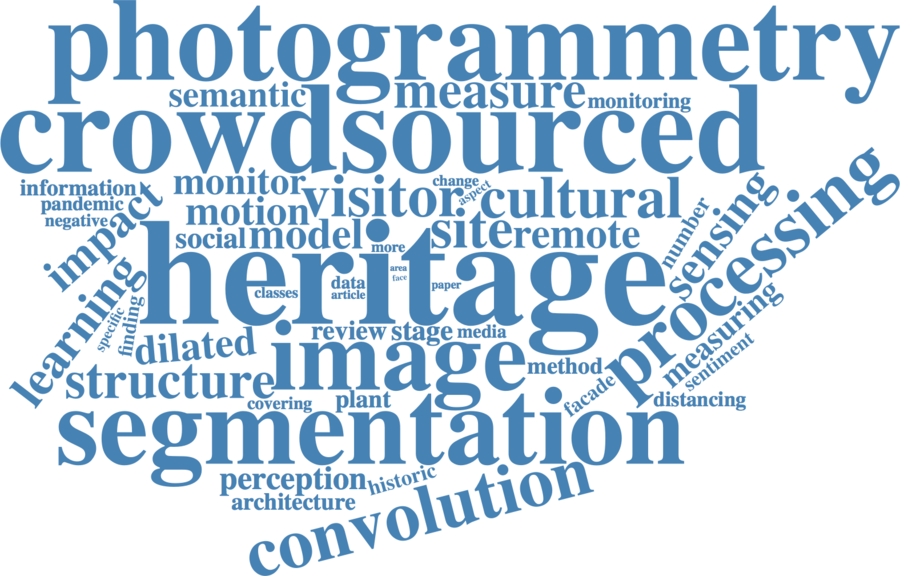 photogrammetry
semantic
measure
monitoring
crowdsourced
information
pandemic
negative
impact
monitor
motion
visitor
change
aspect
cultural
social
model
more
site
remote
number
sensing
processing
heritage
area
face
classes
data
article
paper
learning
specific
finding
dilated
review
stage
media
image
method
measuring
sentiment
facade
distancing
structure
covering
plant
segmentation
perception
historic
architecture
convolution